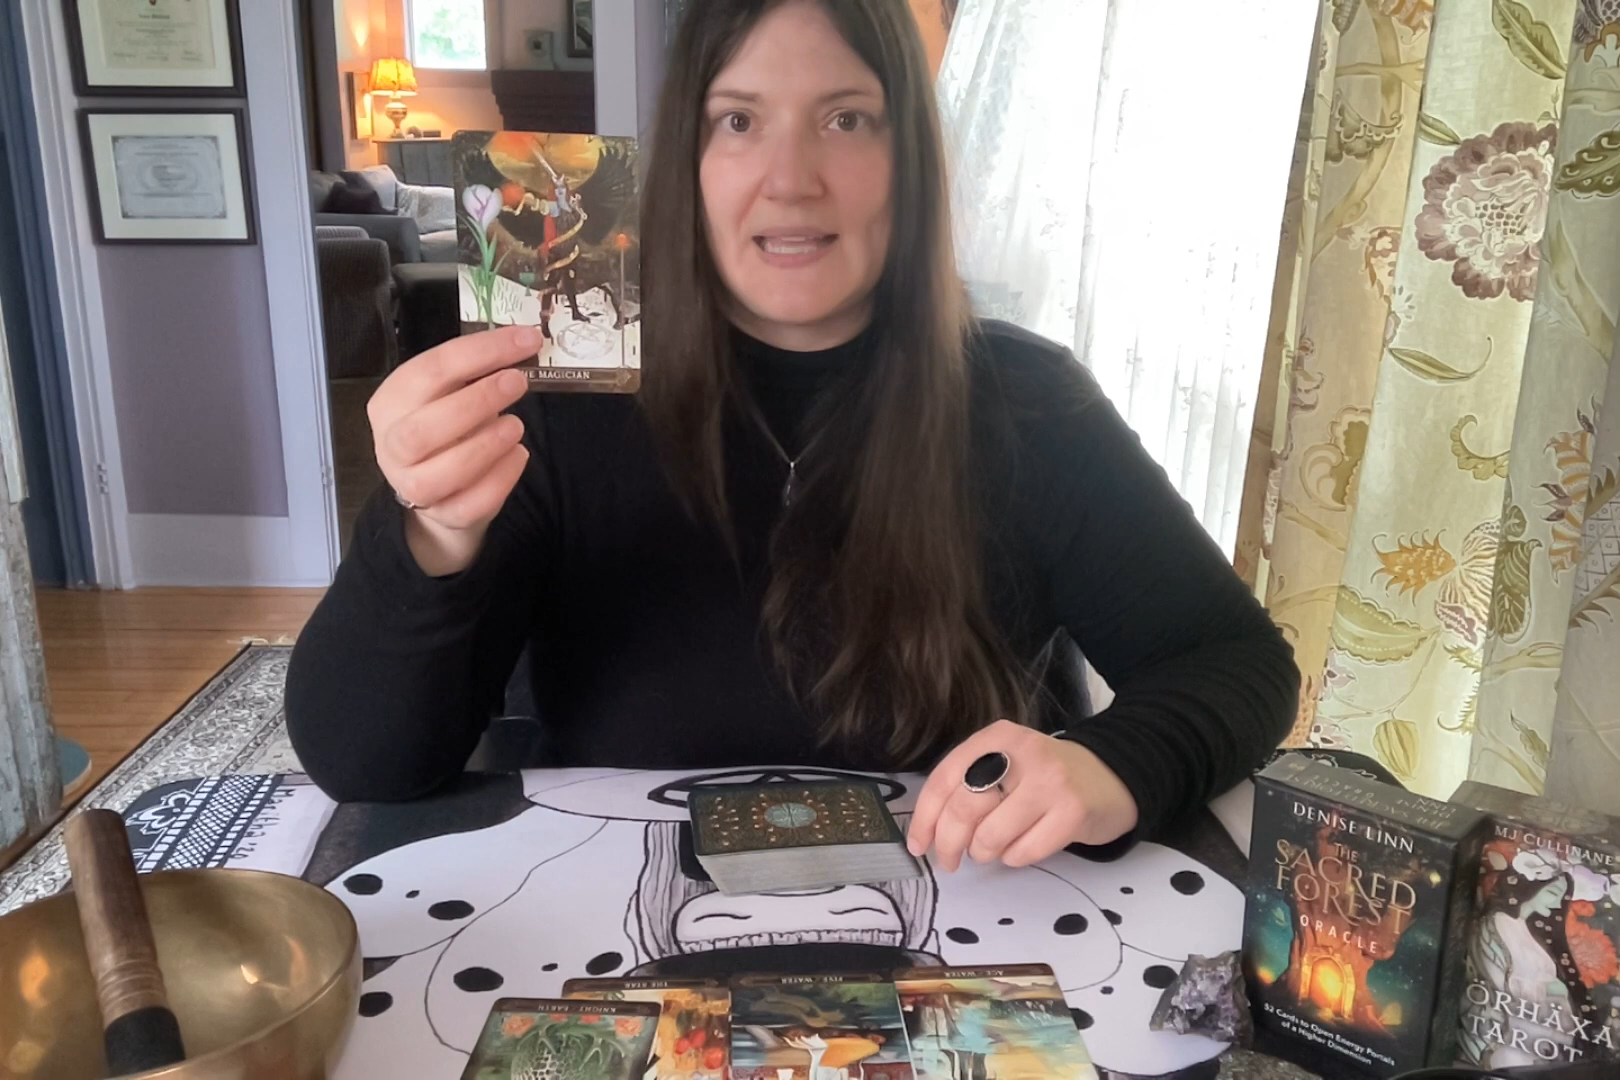 THE MAGICIAN
KNIGHT · EARTH
THE STAR
FIVE · WATER
ACE · WATER
DENISE LINN
THE
SACRED
FOREST
ORACLE
52 Cards to Open Energy Portals
of a Higher Dimension
MJ CULLINANE
ÖRHÄXA
TAROT